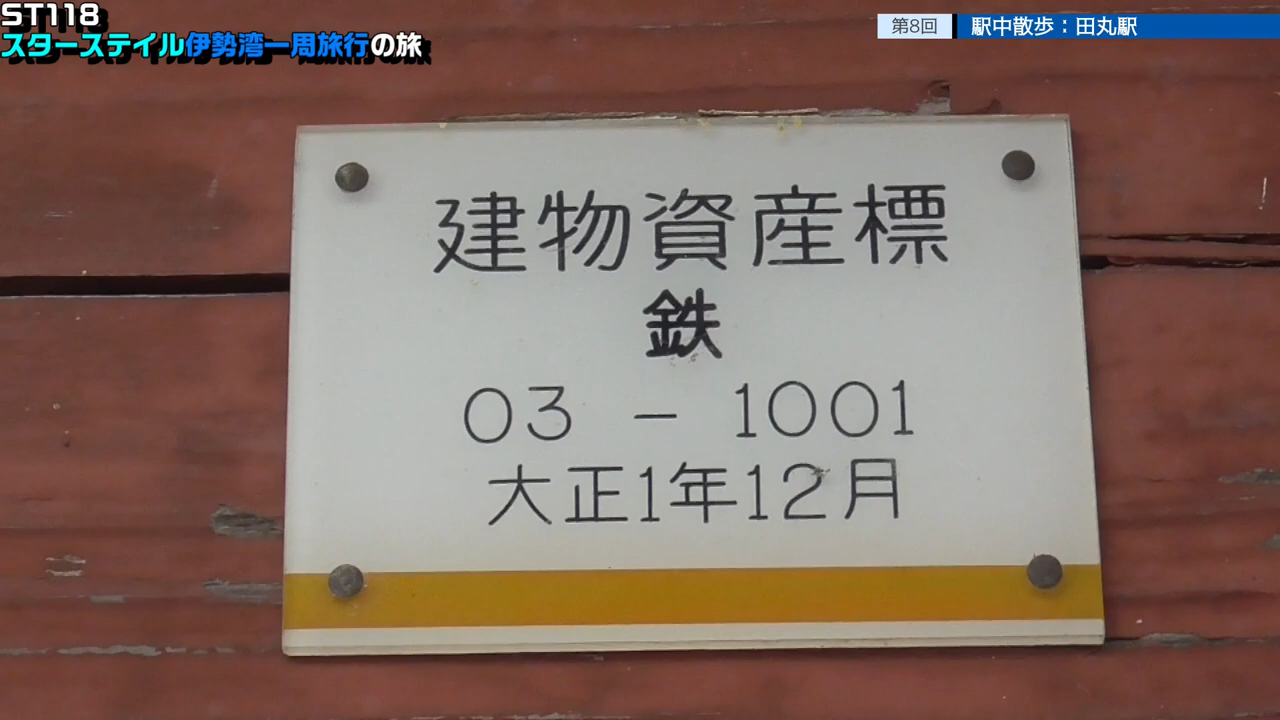 ST118
スターステイル伊勢湾一周旅行の旅
第8回 駅中散歩：田丸駅
建物資産標
鉄
03 - 1001
大正1年12月